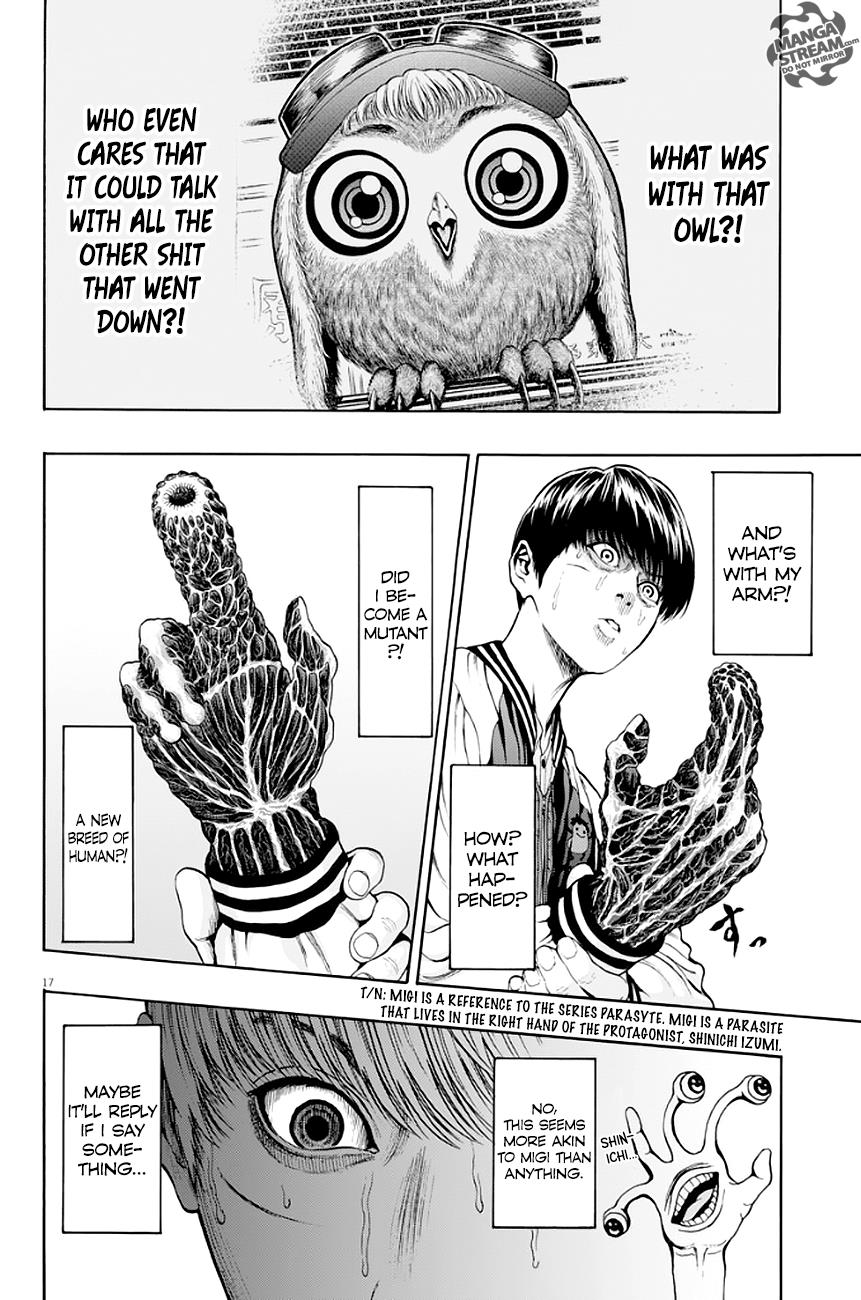 MANGA
STREAM.com
DO NOT MIRROR!
WHAT WAS
WITH THAT
OWL?!
WHO EVEN
CARES THAT
IT COULD TALK
WITH ALL THE
OTHER SHIT
THAT WENT
DOWN?!
AND
WHAT'S
WITH MY
ARM?!
HOW?
WHAT
HAP-
PENED?
すっ
DID
I BE-
COME A
MUTANT
?!
A NEW
BREED OF
HUMAN?!
17
T/N: MIGI IS A REFERENCE TO THE SERIES PARASYTE. MIGI IS A PARASITE
THAT LIVES IN THE RIGHT HAND OF THE PROTAGONIST, SHINICHI IZUMI.
SHIN-
ICHI...
NO,
THIS SEEMS
MORE AKIN
TO MIGI THAN
ANYTHING.
MAYBE
IT'LL REPLY
IF I SAY
SOME-
THING...